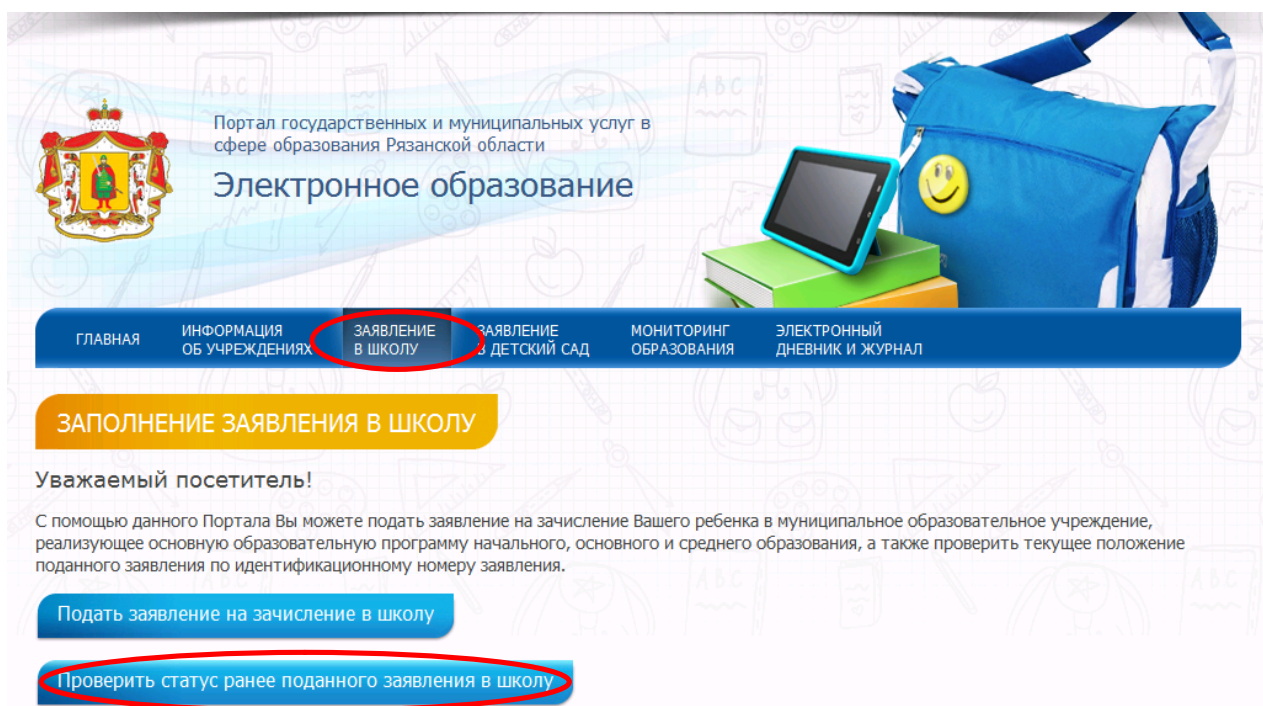 Портал государственных и муниципальных услуг в
сфере образования Рязанской области
Электронное образование
ГЛАВНАЯ
ИНФОРМАЦИЯ
ОБ УЧРЕЖДЕНИЯХ
ЗАЯВЛЕНИЕ
В ШКОЛУ
ЗАЯВЛЕНИЕ
В ДЕТСКИЙ САД
МОНИТОРИНГ
ОБРАЗОВАНИЯ
ЭЛЕКТРОННЫЙ
ДНЕВНИК И ЖУРНАЛ
ЗАПОЛНЕНИЕ ЗАЯВЛЕНИЯ В ШКОЛУ
Уважаемый посетитель!
С помощью данного Портала Вы можете подать заявление на зачисление Вашего ребенка в муниципальное образовательное учреждение,
реализующее основную образовательную программу начального, основного и среднего образования, а также проверить текущее положение
поданного заявления по идентификационному номеру заявления.
Подать заявление на зачисление в школу
Проверить статус ранее поданного заявления в школу